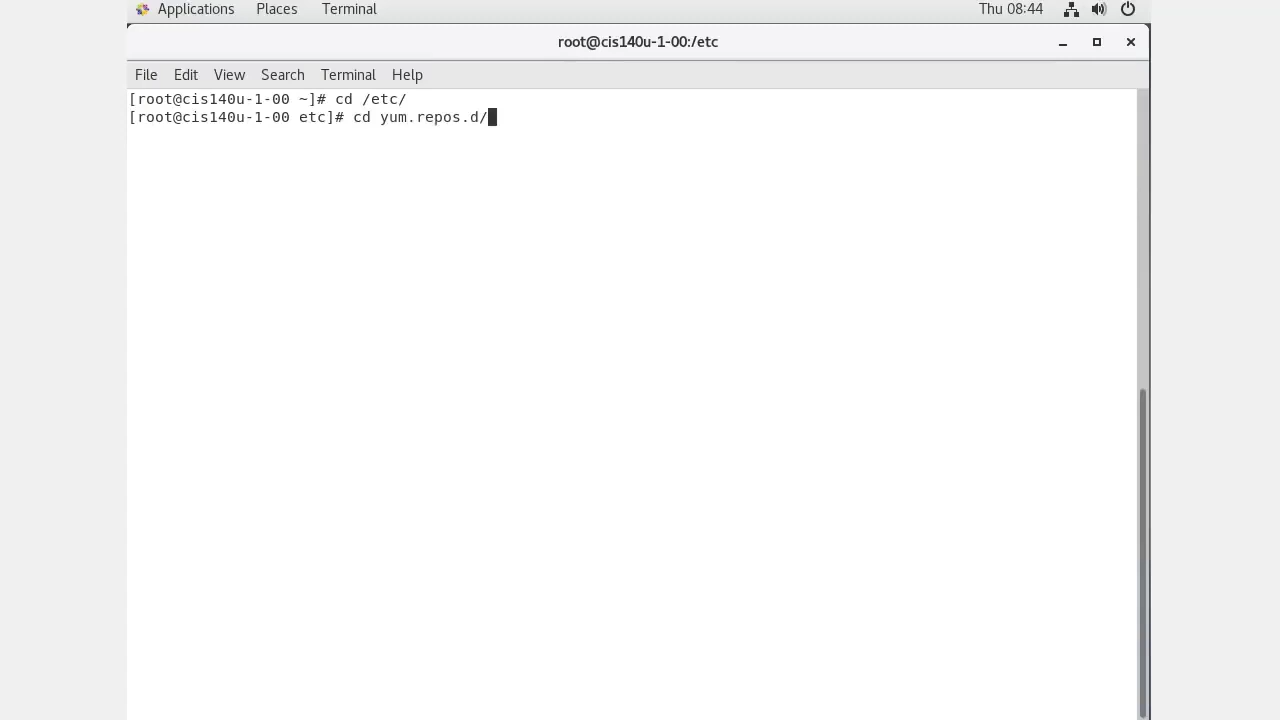 Applications Places Terminal Thu 08:44
root@cis140u-1-00:/etc
File Edit View Search Terminal Help
[root@cis140u-1-00 ~]# cd /etc/
[root@cis140u-1-00 etc]# cd yum.repos.d/